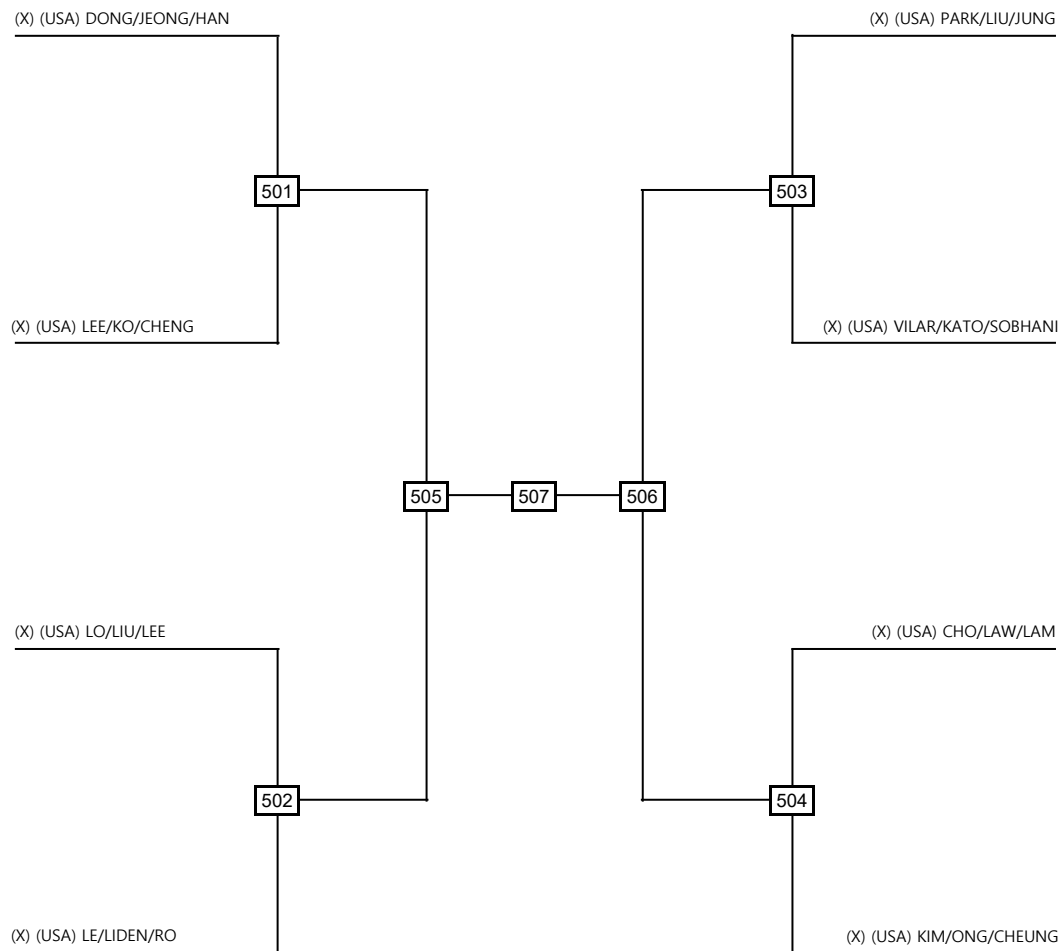 (X) (USA) DONG/JEONG/HAN
(X) (USA) PARK/LIU/JUNG
501
503
(X) (USA) LEE/KO/CHENG
(X) (USA) VILAR/KATO/SOBHANI
505
507
506
(X) (USA) LO/LIU/LEE
(X) (USA) CHO/LAW/LAM
502
504
(X) (USA) LE/LIDEN/RO
(X) (USA) KIM/ONG/CHEUNG